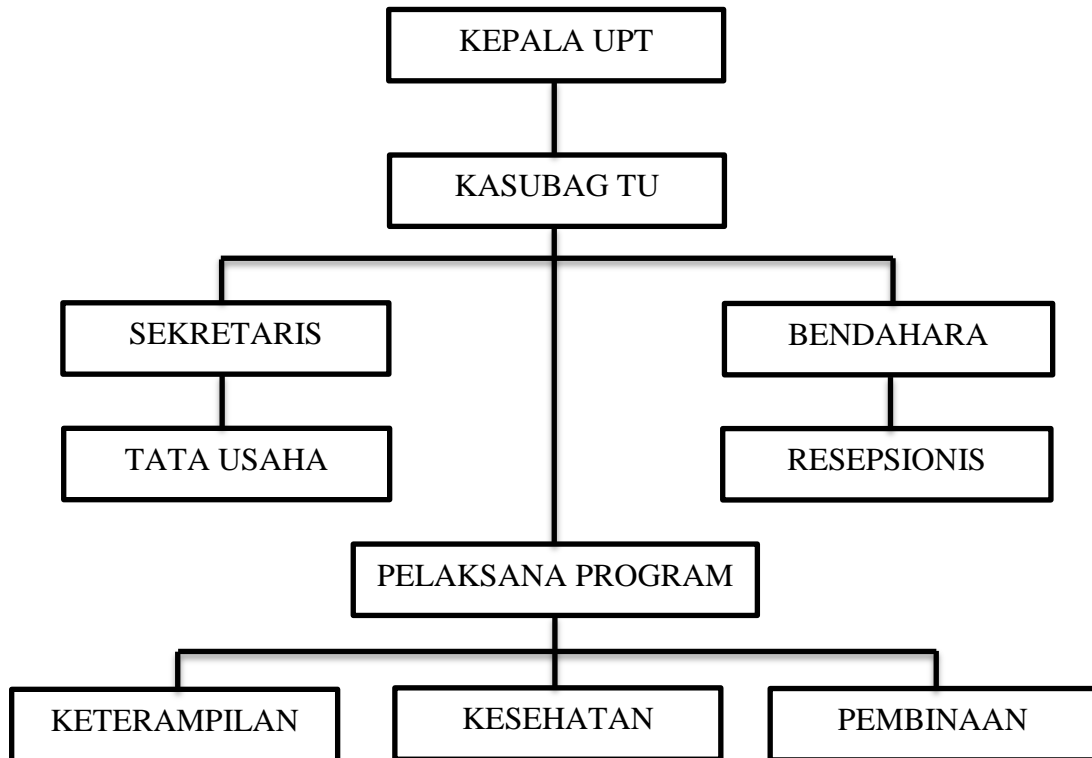 KEPALA UPT
KASUBAG TU
SEKRETARIS
BENDAHARA
TATA USAHA
RESEPSIONIS
PELAKSANA PROGRAM
KETERAMPILAN
KESEHATAN
PEMBINAAN